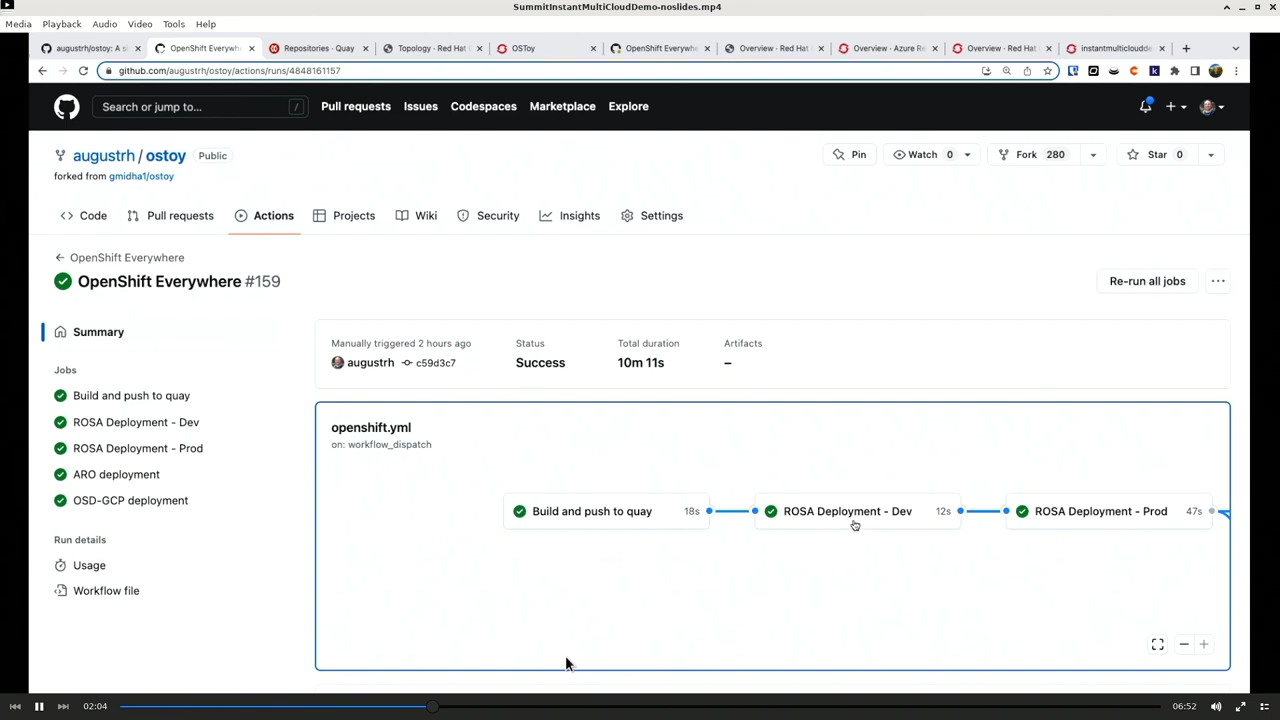 SummitInstantMultiCloudDemo-noslides.mp4
Media Playback Audio Video Tools Help
augustrh/ostoy: A si
OpenShift Everywhe
Repositories · Quay
Topology · Red Hat
OSToy
OpenShift Everywhe
Overview · Red Hat
Overview · Azure Re
Overview · Red Hat
instantmulticloudde
github.com/augustrh/ostoy/actions/runs/4848161157
Search or jump to... /
Pull requests Issues Codespaces Marketplace Explore
augustrh / ostoy Public
Pin Watch 0 Fork 280 Star 0
forked from gmidha1/ostoy
Code Pull requests Actions Projects Wiki Security Insights Settings
OpenShift Everywhere
OpenShift Everywhere #159
Re-run all jobs
Summary
Jobs
Build and push to quay
ROSA Deployment - Dev
ROSA Deployment - Prod
ARO deployment
OSD-GCP deployment
Run details
Usage
Workflow file
Manually triggered 2 hours ago Status Total duration Artifacts
augustrh c59d3c7 Success 10m 11s –
openshift.yml
on: workflow_dispatch
Build and push to quay 18s
ROSA Deployment - Dev 12s
ROSA Deployment - Prod 47s
02:04 06:52